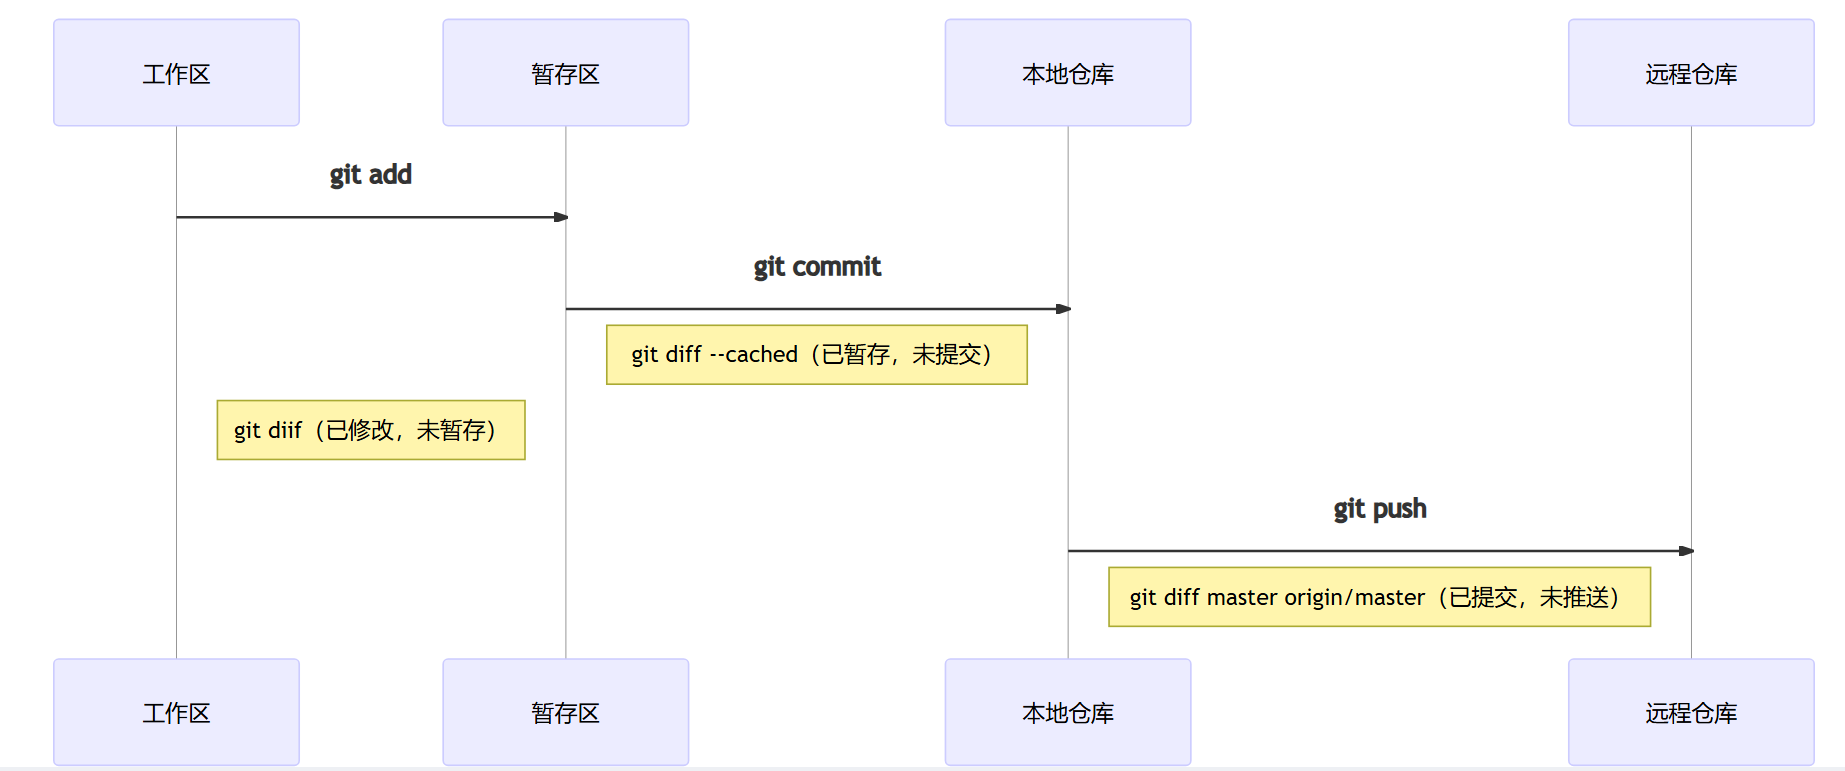 工作区
暂存区
本地仓库
远程仓库
git add
git commit
git diff --cached（已暂存，未提交）
git diif（已修改，未暂存）
git push
git diff master origin/master（已提交，未推送）
工作区
暂存区
本地仓库
远程仓库